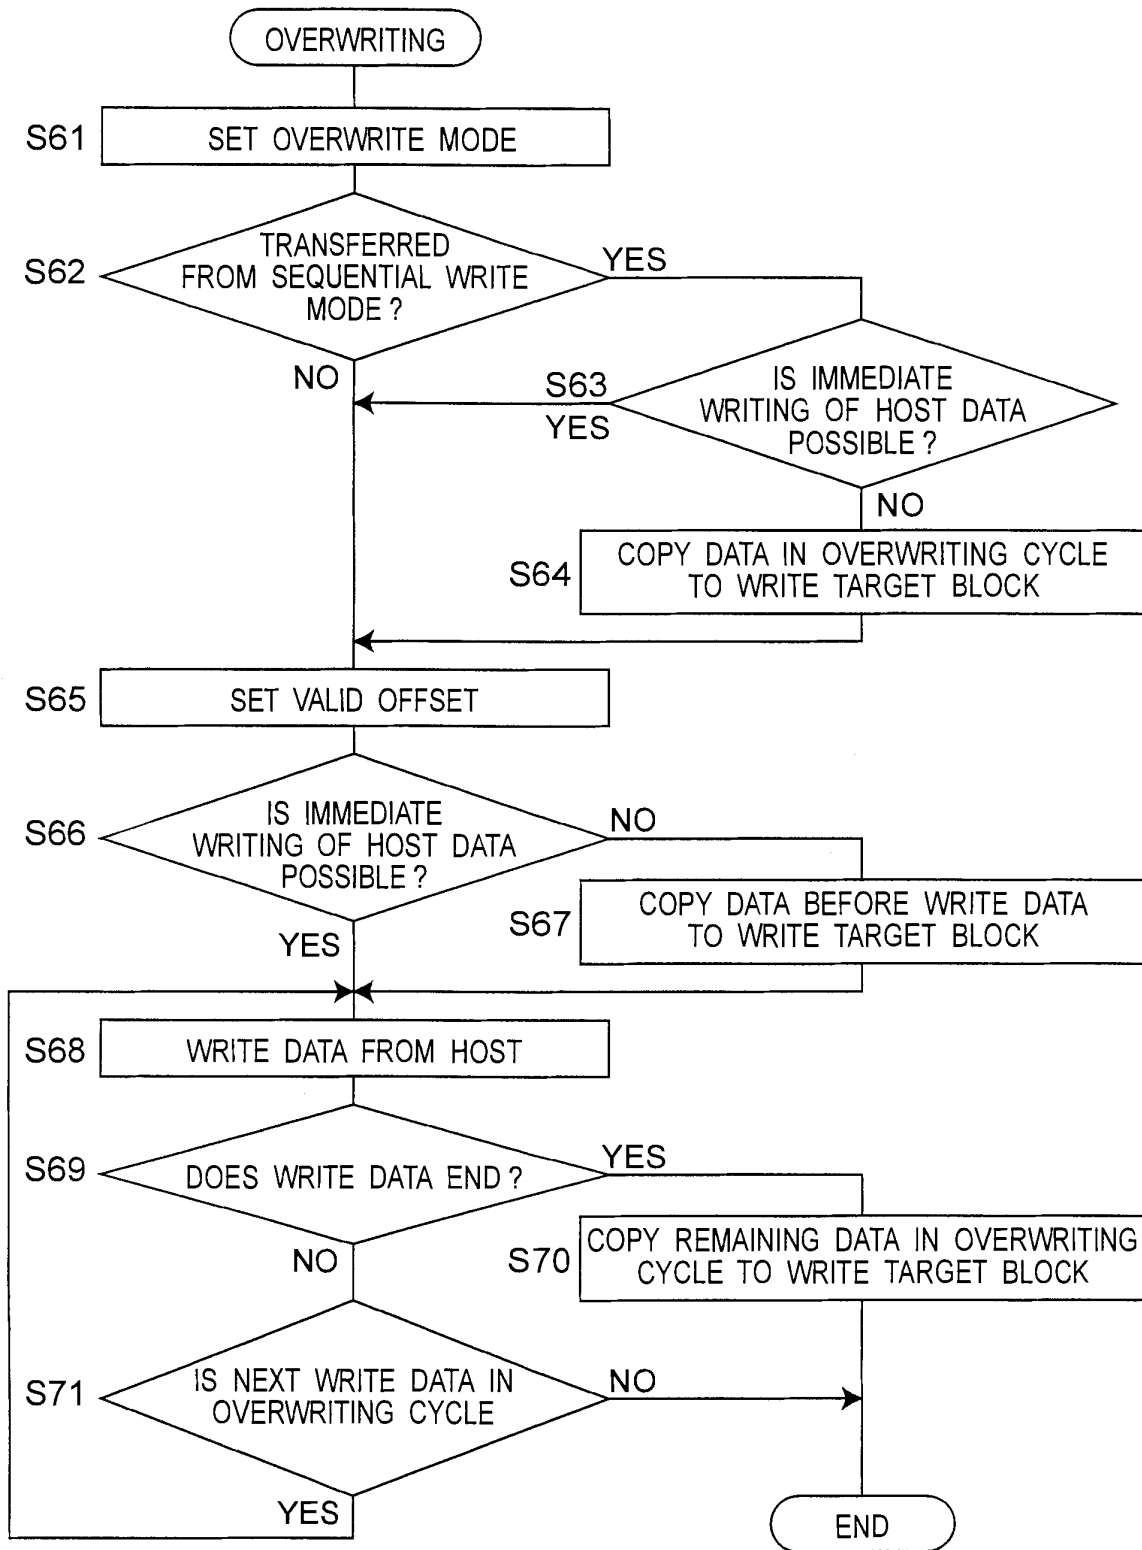 OVERWRITING
S61
SET OVERWRITE MODE
S62
TRANSFERRED
FROM SEQUENTIAL WRITE
MODE ?
YES
NO
S63
YES
IS IMMEDIATE
WRITING OF HOST DATA
POSSIBLE ?
NO
S64
COPY DATA IN OVERWRITING CYCLE
TO WRITE TARGET BLOCK
S65
SET VALID OFFSET
S66
IS IMMEDIATE
WRITING OF HOST DATA
POSSIBLE ?
NO
YES
S67
COPY DATA BEFORE WRITE DATA
TO WRITE TARGET BLOCK
S68
WRITE DATA FROM HOST
S69
DOES WRITE DATA END ?
YES
NO
S70
COPY REMAINING DATA IN OVERWRITING
CYCLE TO WRITE TARGET BLOCK
S71
IS NEXT WRITE DATA IN
OVERWRITING CYCLE
NO
YES
END